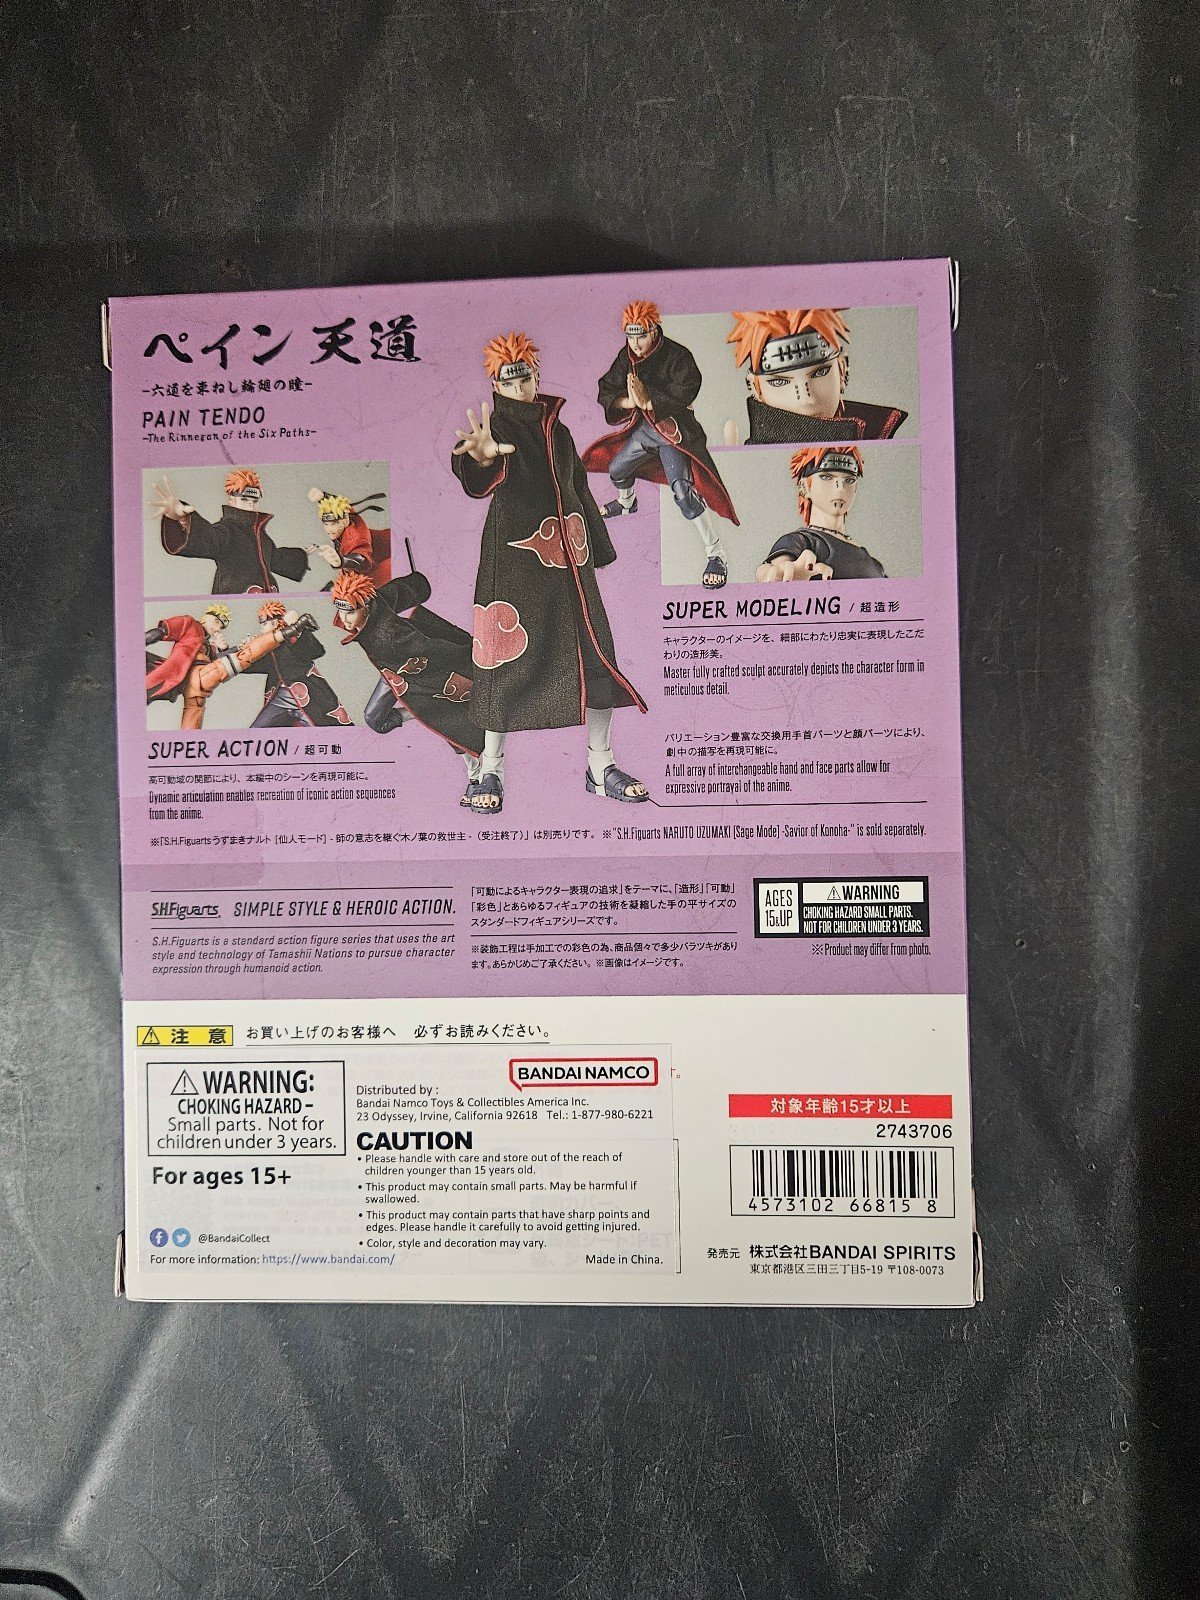 ペイン 天道
-六道を束ねし輪廻の瞳-
PAIN TENDO
-The Rinnegan of the Six Paths-
SUPER MODELING / 超造形
キャラクターのイメージを、細部にわたり忠実に表現したこだ
わりの造形美。
Master fully crafted sculpt accurately depicts the character form in
meticulous detail.
バリエーション豊富な交換用手首パーツと顔パーツにより、
劇中の描写を再現可能に。
A full array of interchangeable hand and face parts allow for
expressive portrayal of the anime.
SUPER ACTION / 超可動
高可動域の関節により、本編中のシーンを再現可能に。
Dynamic articulation enables recreation of iconic action sequences
from the anime.
※「S.H.Figuarts うずまきナルト [仙人モード] - 師の意志を継ぐ木ノ葉の救世主 - (受注終了)」は別売りです。 ※"S.H.Figuarts NARUTO UZUMAKI [Sage Mode] -Savior of Konoha-" is sold separately.
S.H.Figuarts. SIMPLE STYLE & HEROIC ACTION.
S.H.Figuarts is a standard action figure series that uses the art
style and technology of Tamashii Nations to pursue character
expression through humanoid action.
「可動によるキャラクター表現の追求」をテーマに、「造形」「可動」
「彩色」とあらゆるフィギュアの技術を凝縮した手の平サイズの
スタンダードフィギュアシリーズです。
※装飾工程は手加工での彩色の為、商品個々で多少バラツキがあり
ます。あらかじめご了承ください。 ※画像はイメージです。
AGES
15&UP
WARNING
CHOKING HAZARD SMALL PARTS.
NOT FOR CHILDREN UNDER 3 YEARS.
※Product may differ from photo.
注 意 お買い上げのお客様へ 必ずお読みください。
WARNING:
CHOKING HAZARD –
Small parts. Not for
children under 3 years.
For ages 15+
@BandaiCollect
For more information: https://www.bandai.com/
BANDAI NAMCO
Distributed by :
Bandai Namco Toys & Collectibles America Inc.
23 Odyssey, Irvine, California 92618 Tel.: 1-877-980-6221
CAUTION
• Please handle with care and store out of the reach of
children younger than 15 years old.
• This product may contain small parts. May be harmful if
swallowed.
• This product may contain parts that have sharp points and
edges. Please handle it carefully to avoid getting injured.
• Color, style and decoration may vary.
Made in China.
す。
対象年齢15才以上
2743706
4573102 66815 8
発売元 株式会社BANDAI SPIRITS
東京都港区三田三丁目5-19 〒108-0073